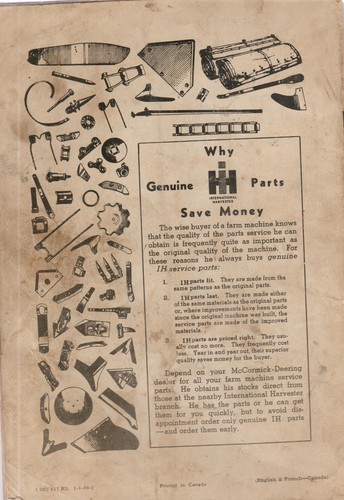 Why
Genuine IH Parts
INTERNATIONAL
HARVESTER
Save Money
The wise buyer of a farm machine knows
that the quality of the parts service he can
obtain is frequently quite as important as
the original quality of the machine. For
these reasons he always buys genuine
IH service parts:
1. IH parts fit. They are made from the
same patterns as the original parts.
2. IH parts last. They are made either
of the same materials as the original parts
or, where improvements have been made
since the original machine was built, the
service parts are made of the improved
materials.
3. IH parts are priced right. They usu-
ally cost no more. They frequently cost
less. Year in and year out, their superior
quality saves money for the buyer.
Depend on your McCormick-Deering
dealer for all your farm machine service
parts. He obtains his stocks direct from
those at the nearby International Harvester
branch. He has the parts or he can get
them for you quickly, but to avoid dis-
appointment order only genuine IH parts
—and order them early.
Printed in Canada
(English & French—Canada)